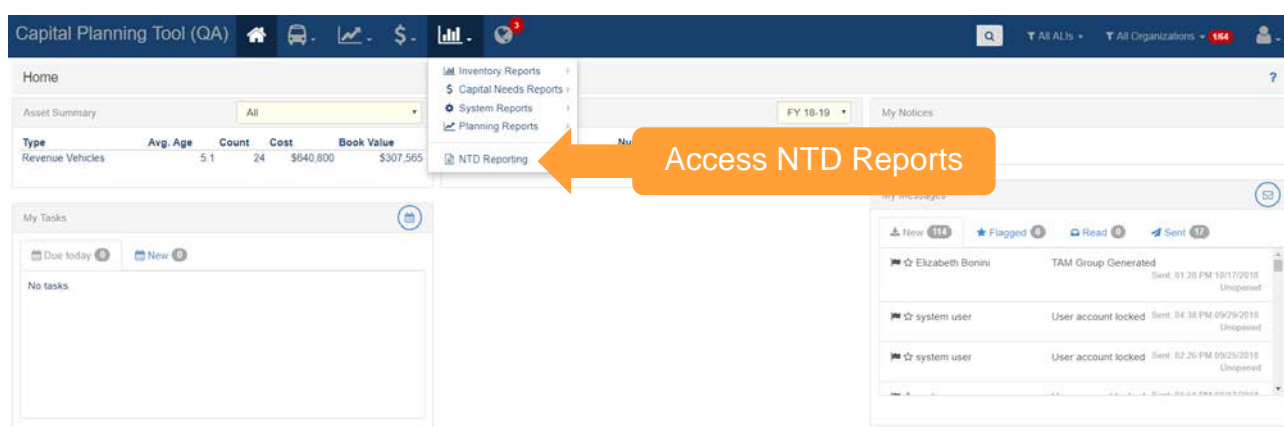 Capital Planning Tool (QA) $ 3 All ALIs All Organizations 1/54
Home ?
Inventory Reports
$ Capital Needs Reports
System Reports
Planning Reports
NTD Reporting
Access NTD Reports
Asset Summary All FY 18-19 My Notices
Type Avg. Age Count Cost Book Value
Revenue Vehicles 5.1 24 $640,800 $307,565
My Tasks
Due today 0 New 0
No tasks
My Messages
New 114 Flagged 0 Read 0 Sent 17
Elizabeth Bonini TAM Group Generated
Sent: 01:28 PM 10/17/2018
Unopened
system user User account locked Sent: 04:38 PM 09/29/2018
Unopened
system user User account locked Sent: 02:26 PM 09/25/2018
Unopened